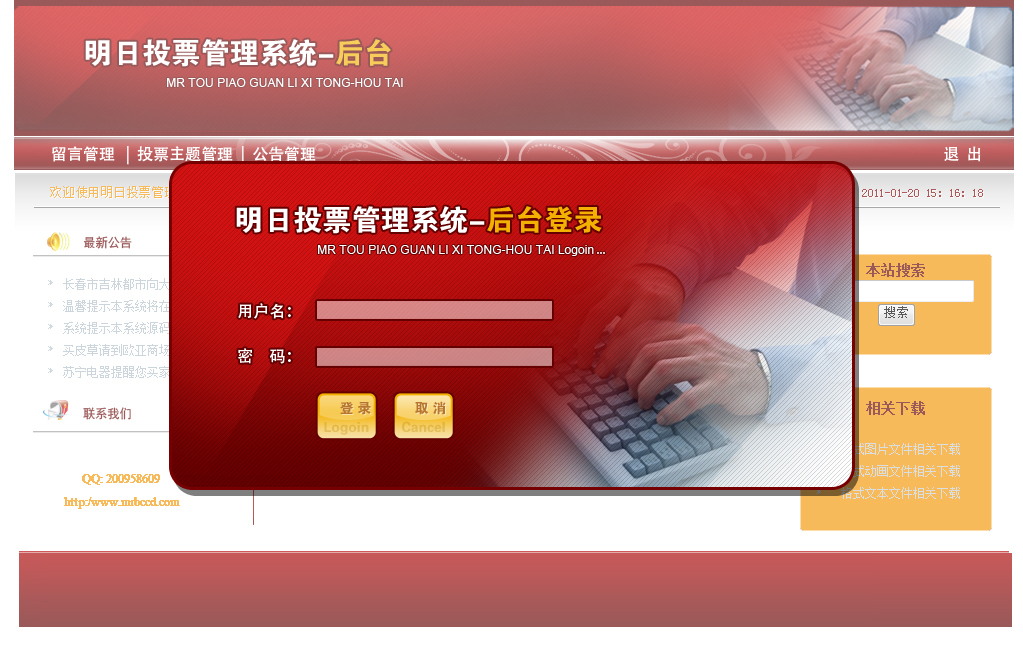 明日投票管理系统-后台
MR TOU PIAO GUAN LI XI TONG-HOU TAI
留言管理 | 投票主题管理 | 公告管理 退 出
欢迎使用明日投票管 2011-01-20 15：16：18
明日投票管理系统-后台登录
MR TOU PIAO GUAN LI XI TONG-HOU TAI Logoin ...
最新公告
长春市吉林都市向大
温馨提示本系统将在
系统提示本系统源码
买皮草请到欧亚商场
苏宁电器提醒您买家
本站搜索
搜索
用户名：
密 码：
登 录 取 消
Logoin Cancel
联系我们
QQ: 200958609
http:/www.mrbccd.com
相关下载
式图片文件相关下载
式动画文件相关下载
格式文本文件相关下载